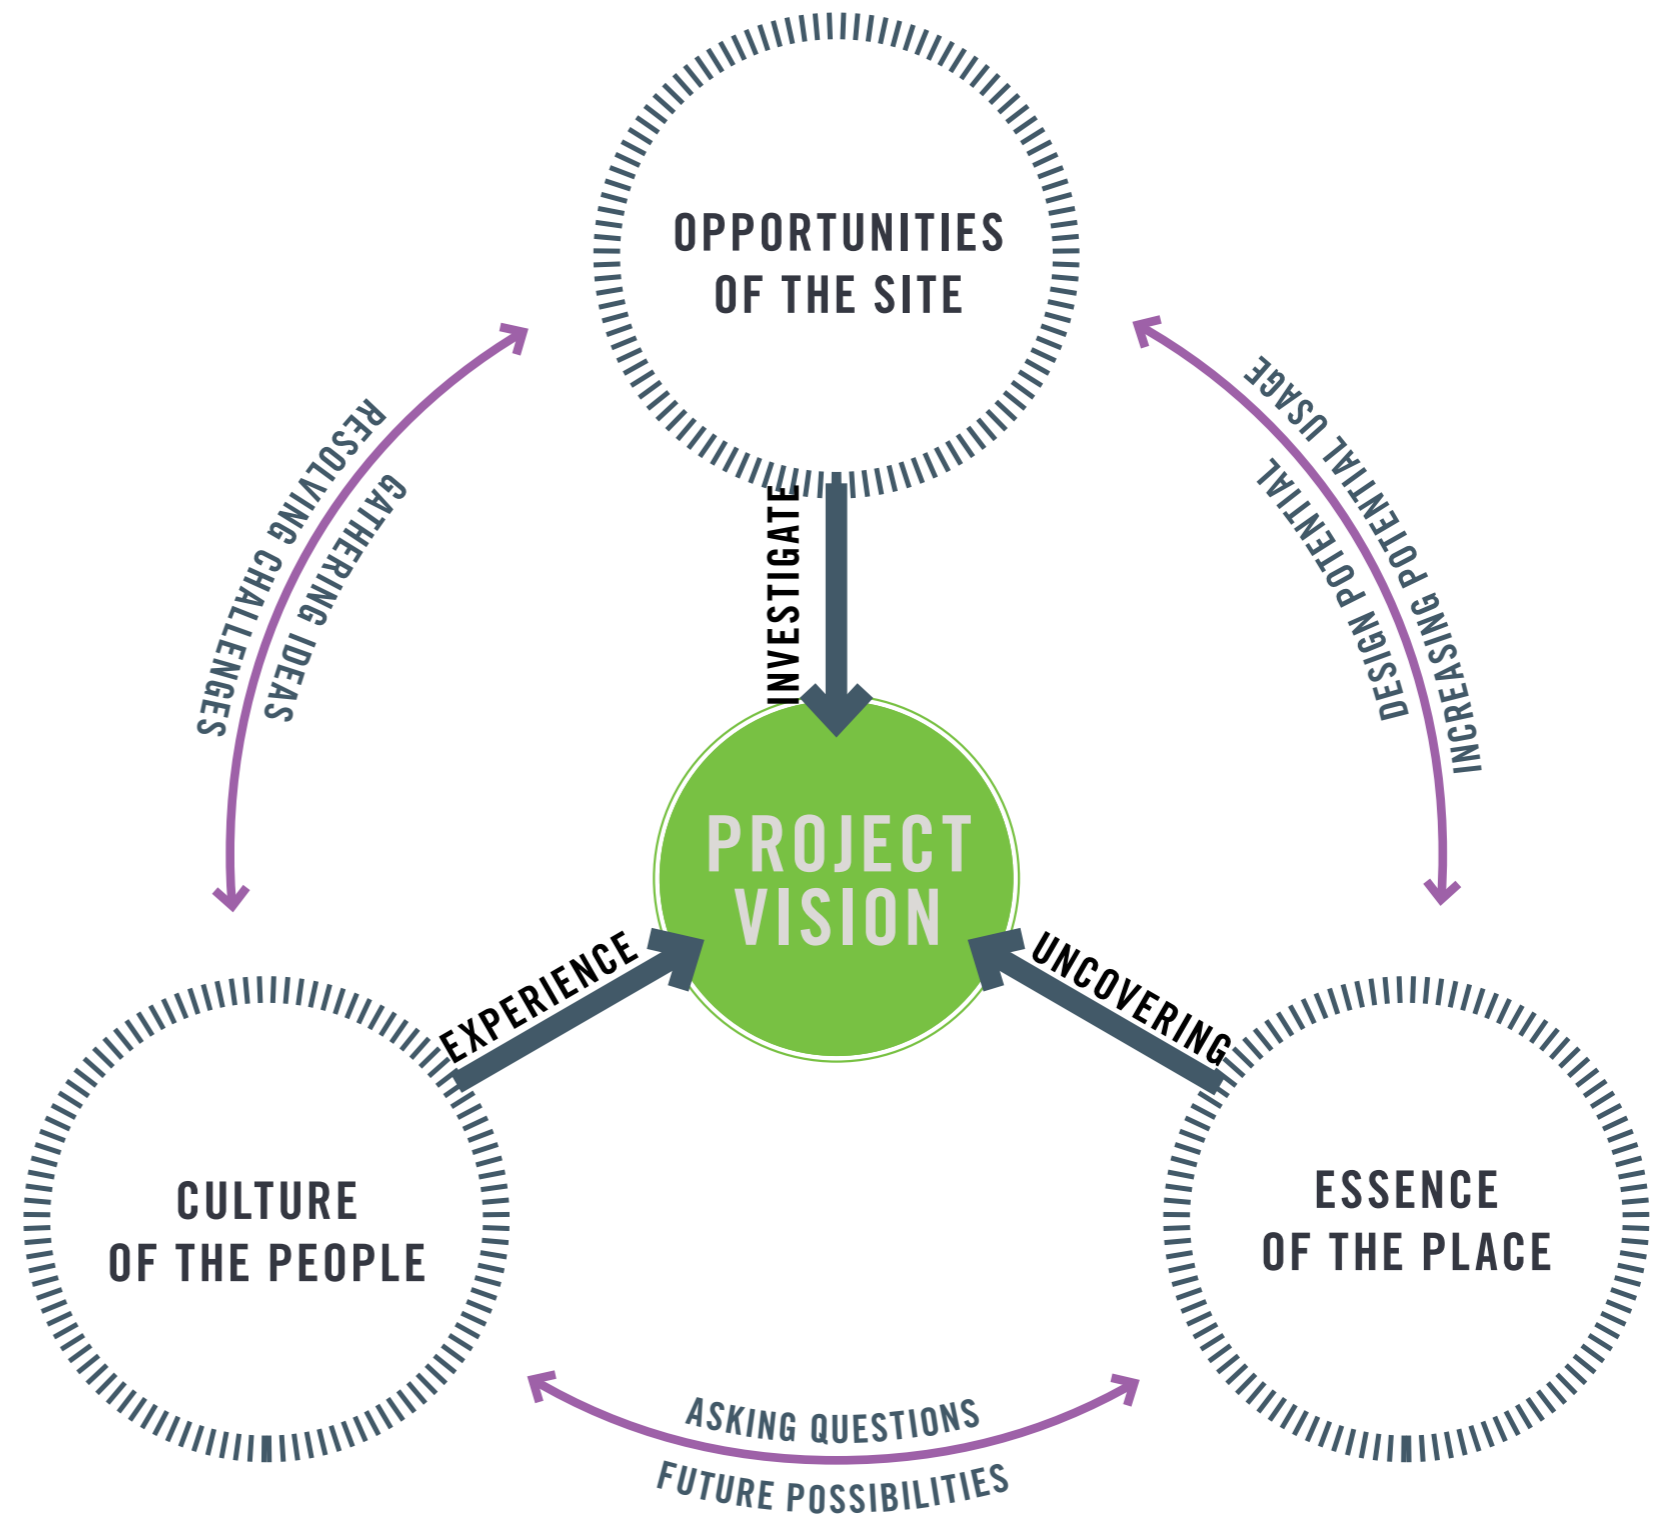 OPPORTUNITIES
OF THE SITE
RESOLVING CHALLENGES
GATHERING IDEAS
INCREASING POTENTIAL USAGE
DESIGN POTENTIAL
INVESTIGATE
PROJECT
VISION
EXPERIENCE
UNCOVERING
CULTURE
OF THE PEOPLE
ESSENCE
OF THE PLACE
ASKING QUESTIONS
FUTURE POSSIBILITIES